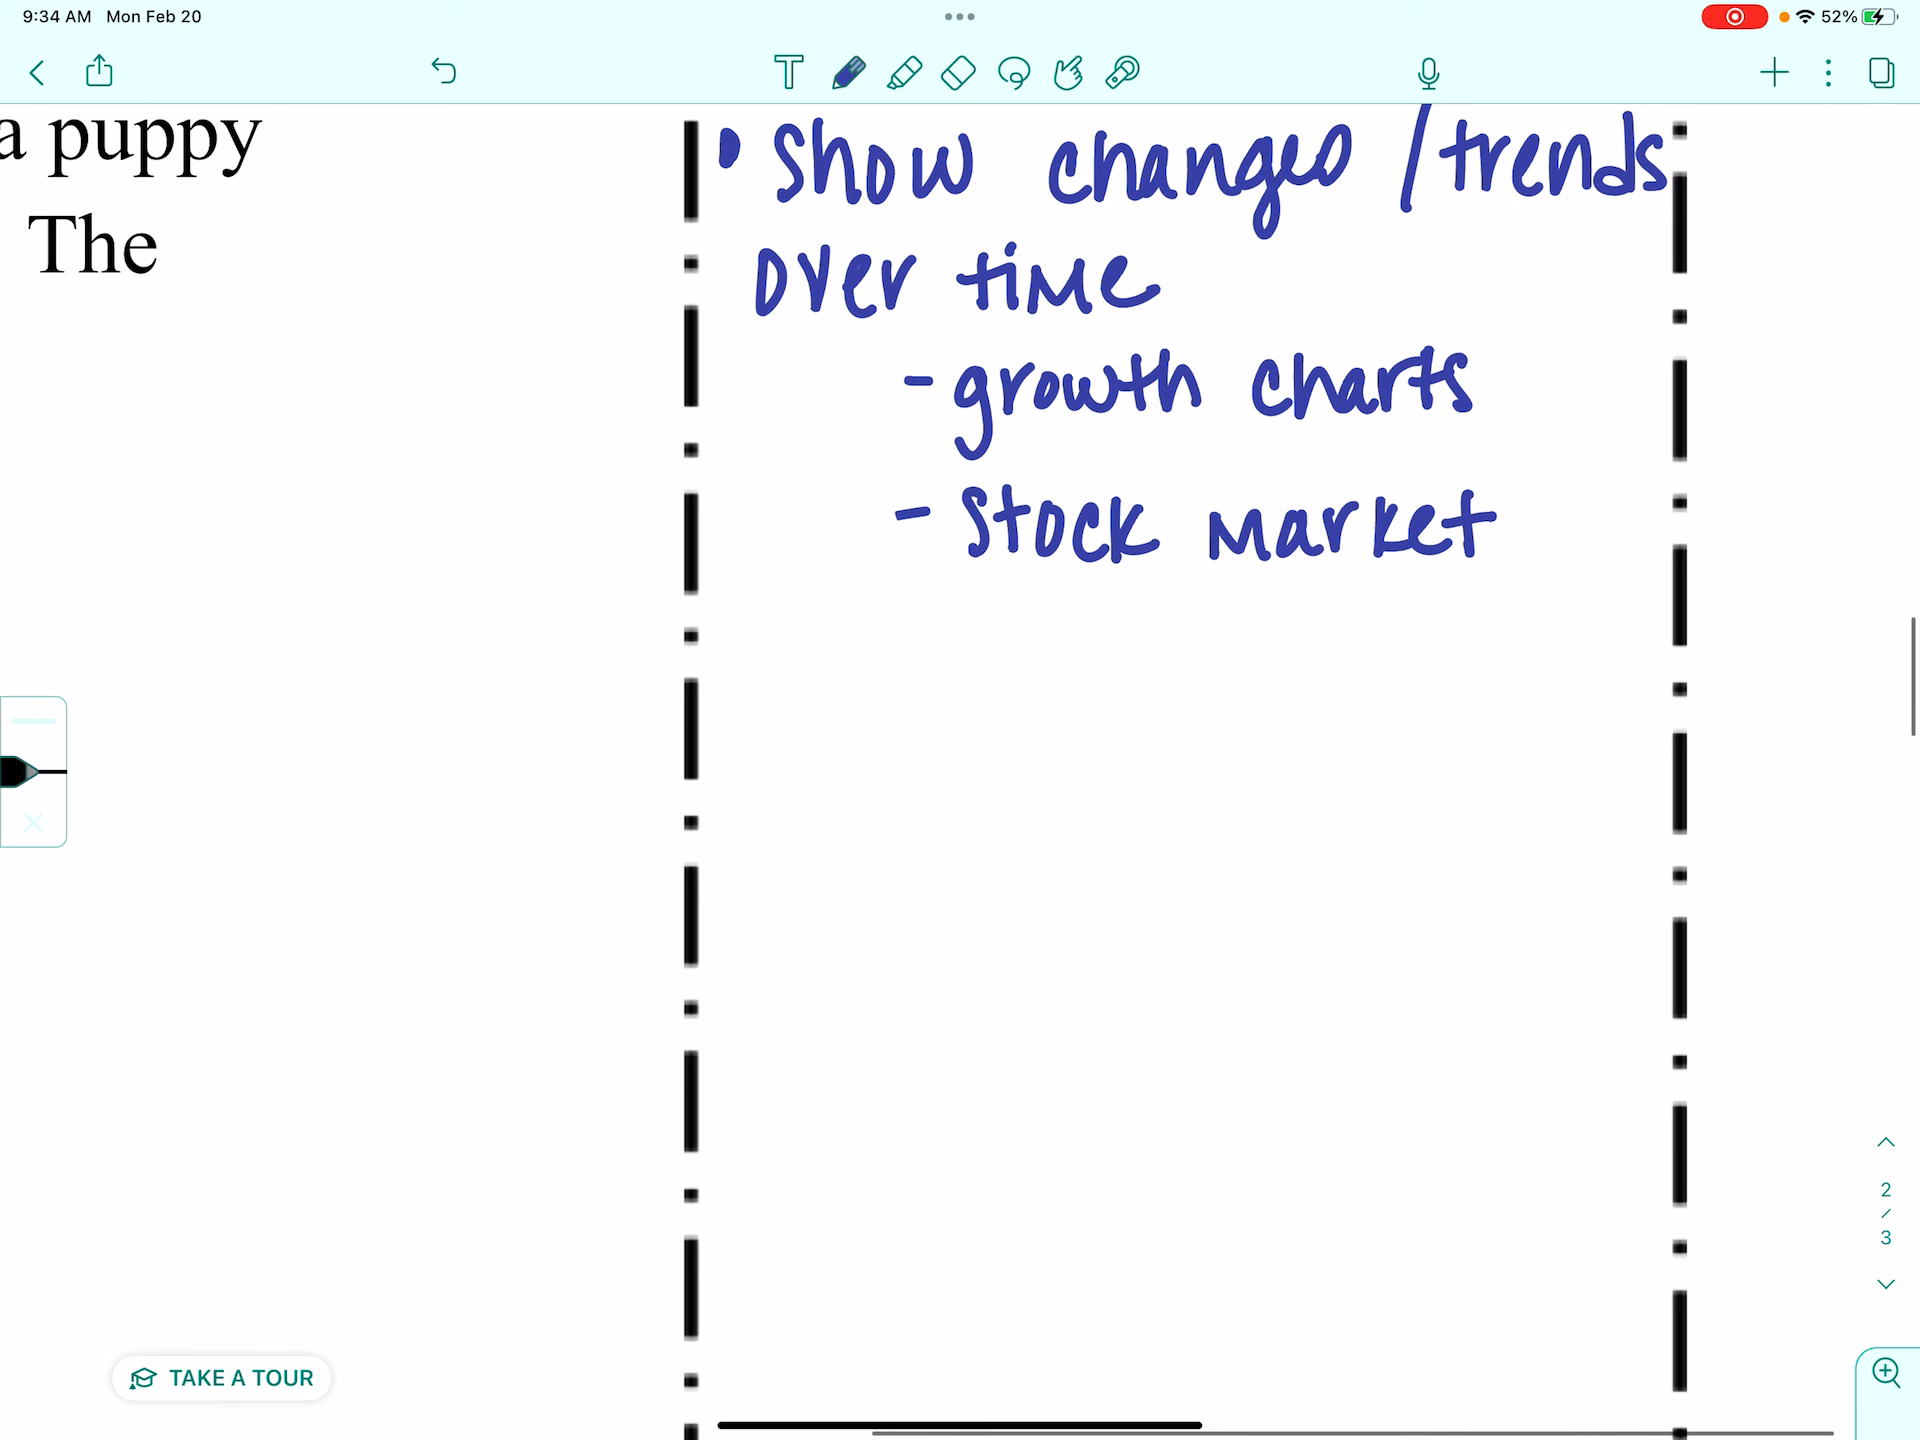 9:34 AM Mon Feb 20
52%
a puppy
The
• Show changes / trends
over time
- growth charts
- Stock market
2
/
3
TAKE A TOUR